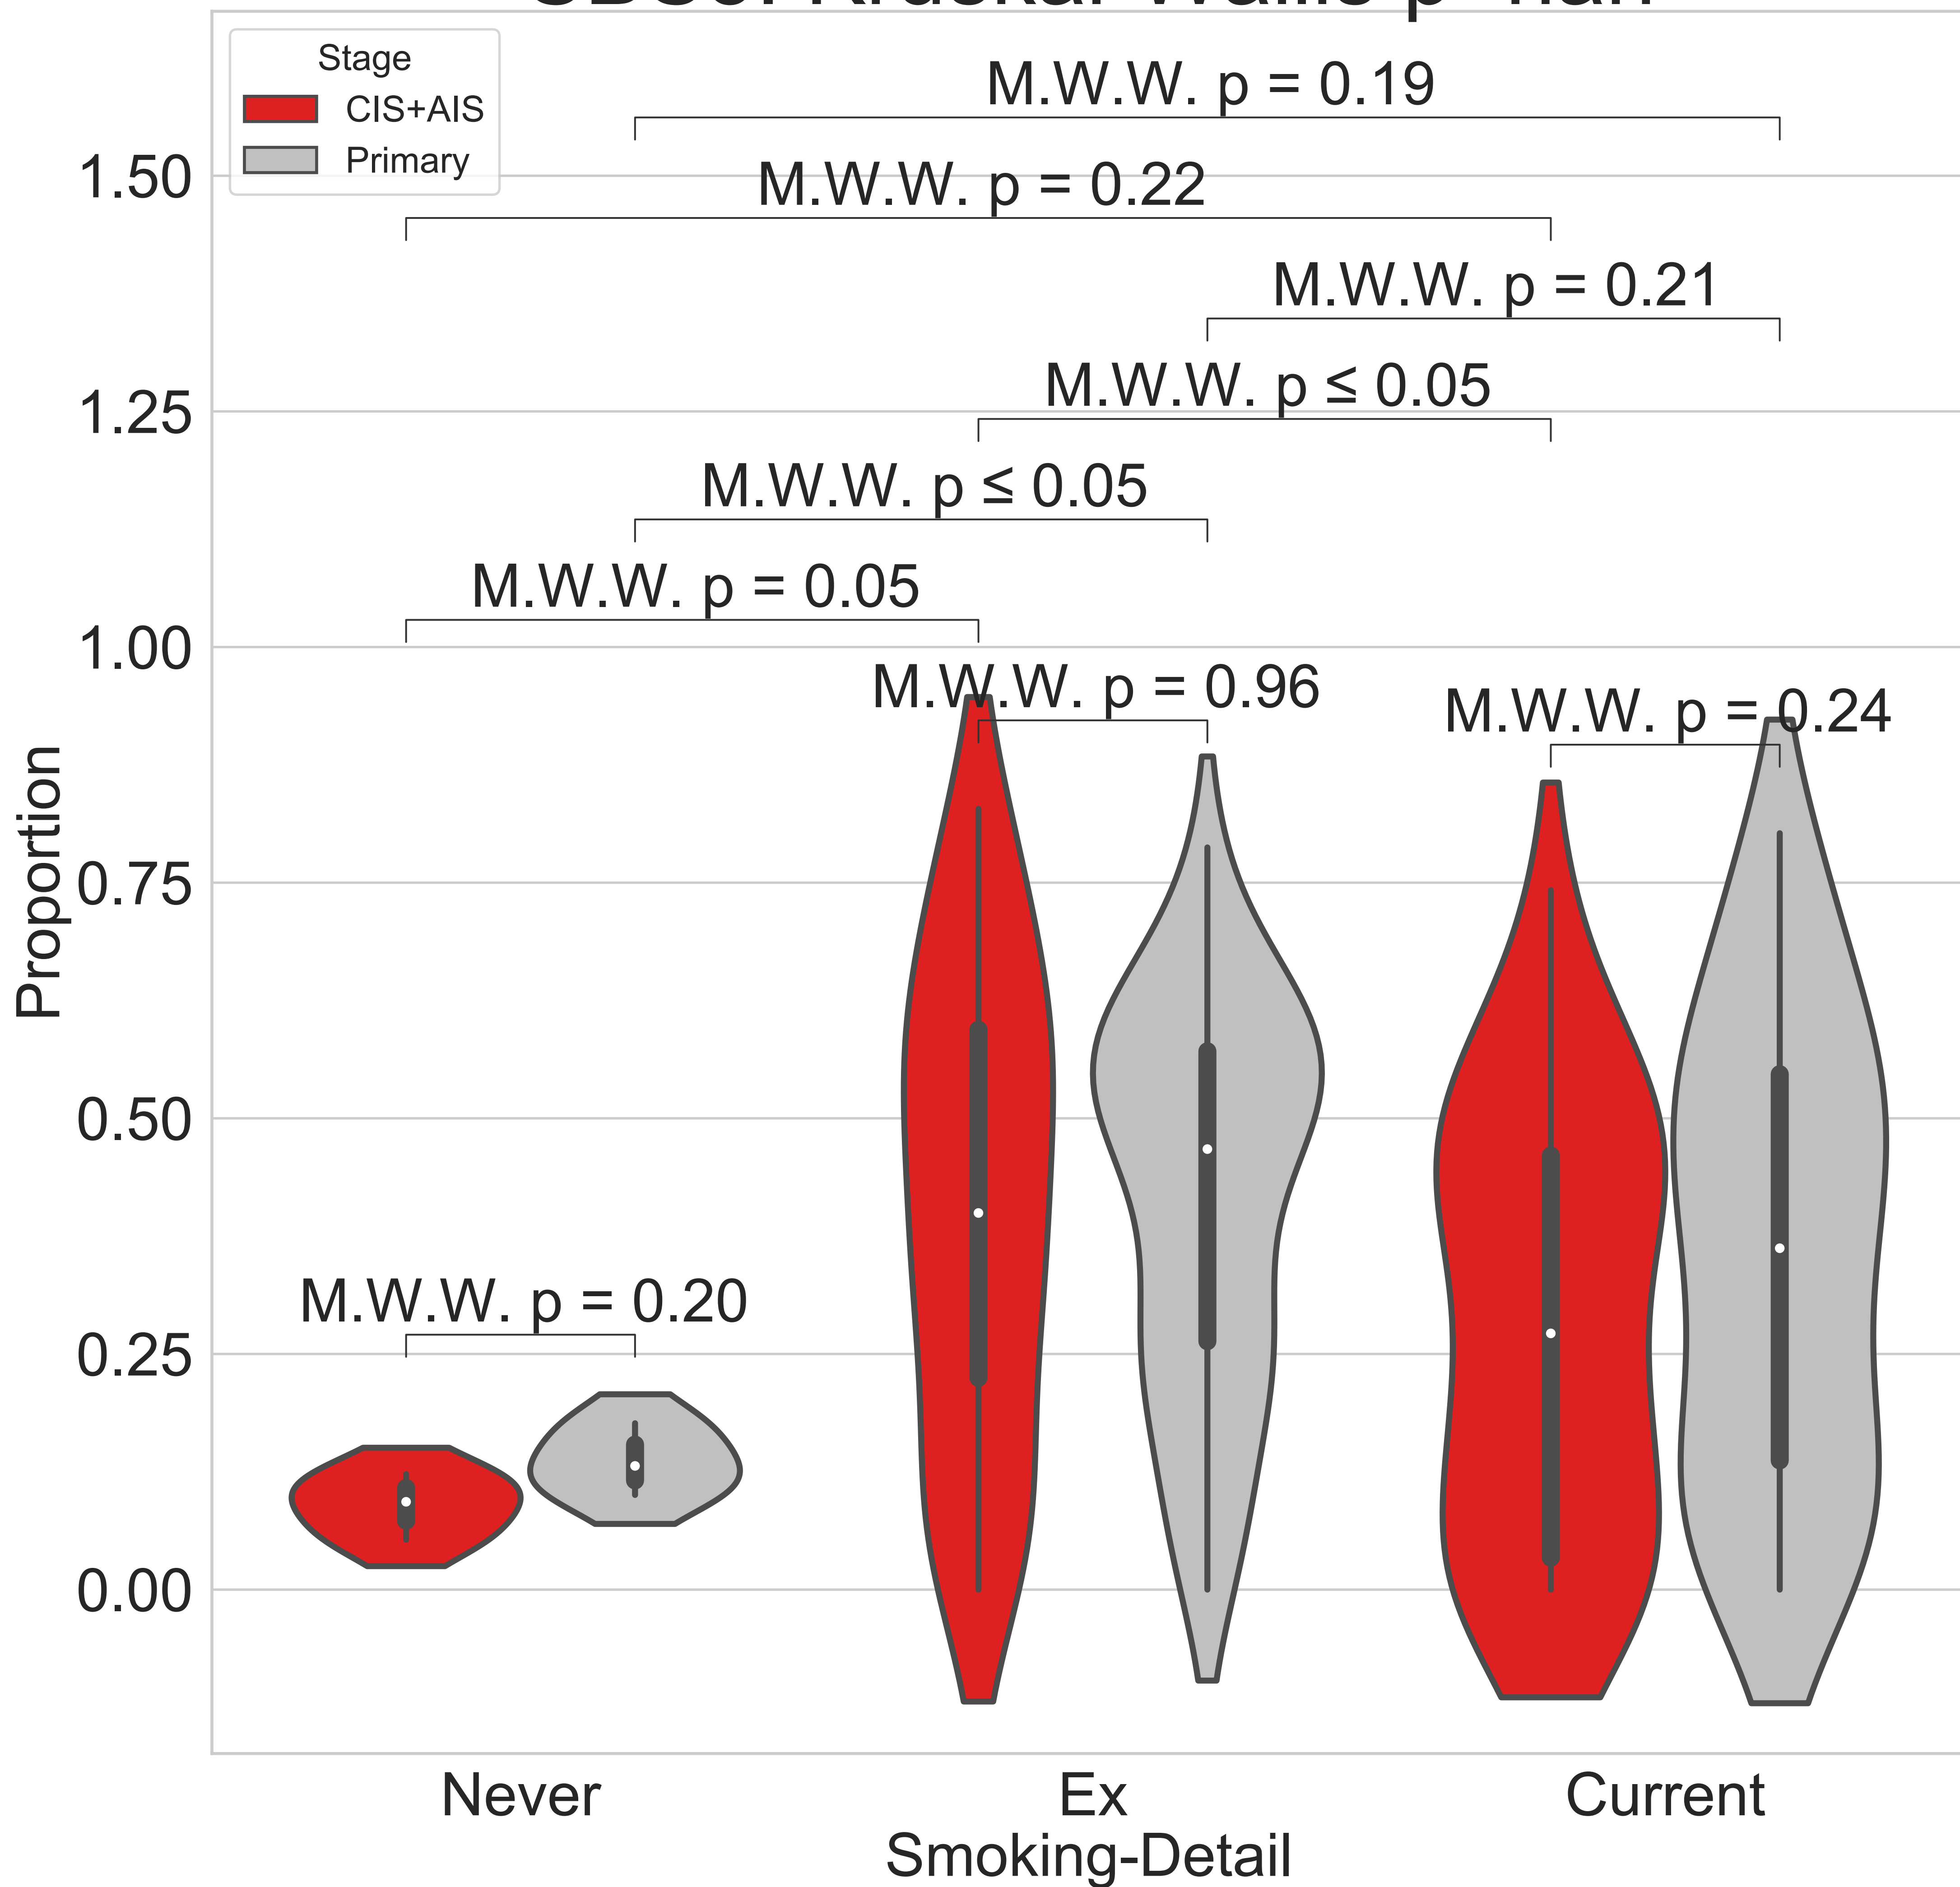 Stage
CIS+AIS
Primary
M.W.W. p = 0.19
M.W.W. p = 0.22
M.W.W. p = 0.21
M.W.W. p ≤ 0.05
M.W.W. p ≤ 0.05
M.W.W. p = 0.05
M.W.W. p = 0.96
M.W.W. p = 0.24
M.W.W. p = 0.20
1.50
1.25
1.00
0.75
0.50
0.25
0.00
Proportion
Never
Ex
Current
Smoking-Detail